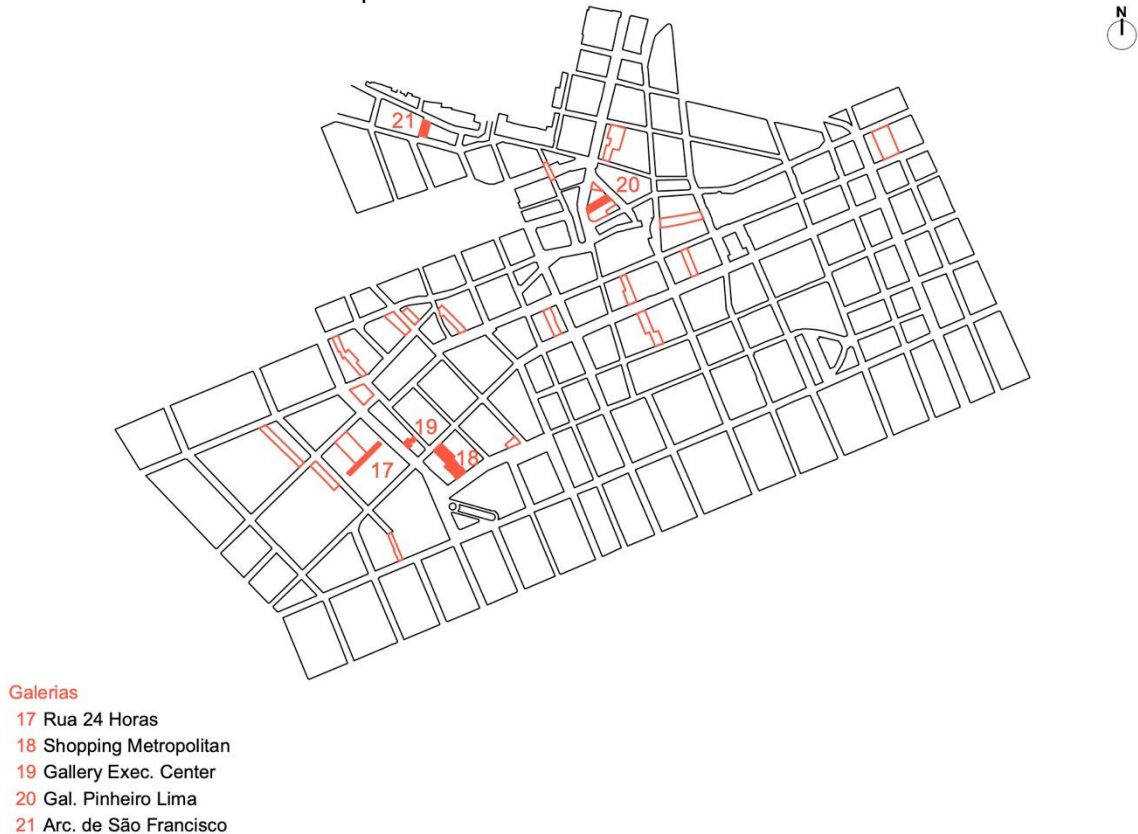 N
21
20
19
18
17
Galerias
17 Rua 24 Horas
18 Shopping Metropolitan
19 Gallery Exec. Center
20 Gal. Pinheiro Lima
21 Arc. de São Francisco